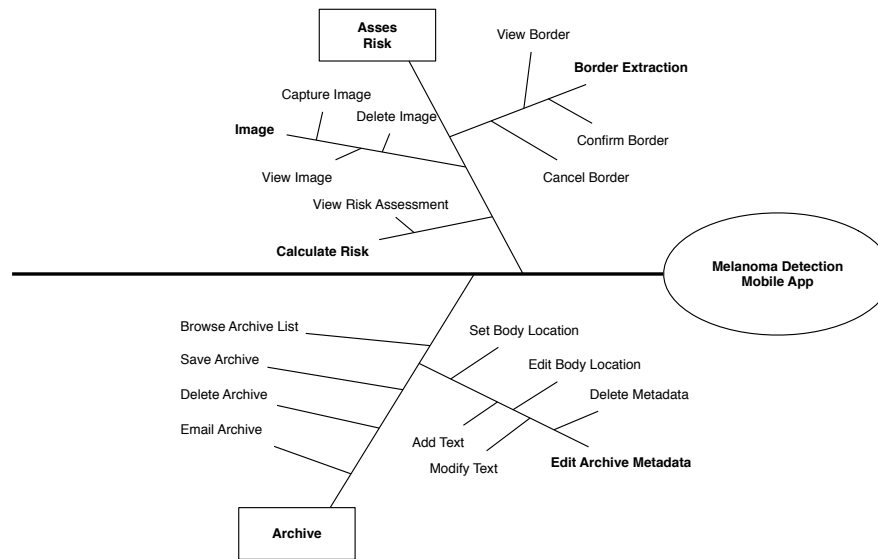 Asses
Risk
View Border
Border Extraction
Capture Image
Delete Image
Image
Confirm Border
View Image
Cancel Border
View Risk Assessment
Calculate Risk
Melanoma Detection
Mobile App
Browse Archive List
Set Body Location
Save Archive
Edit Body Location
Delete Archive
Delete Metadata
Email Archive
Add Text
Modify Text
Edit Archive Metadata
Archive